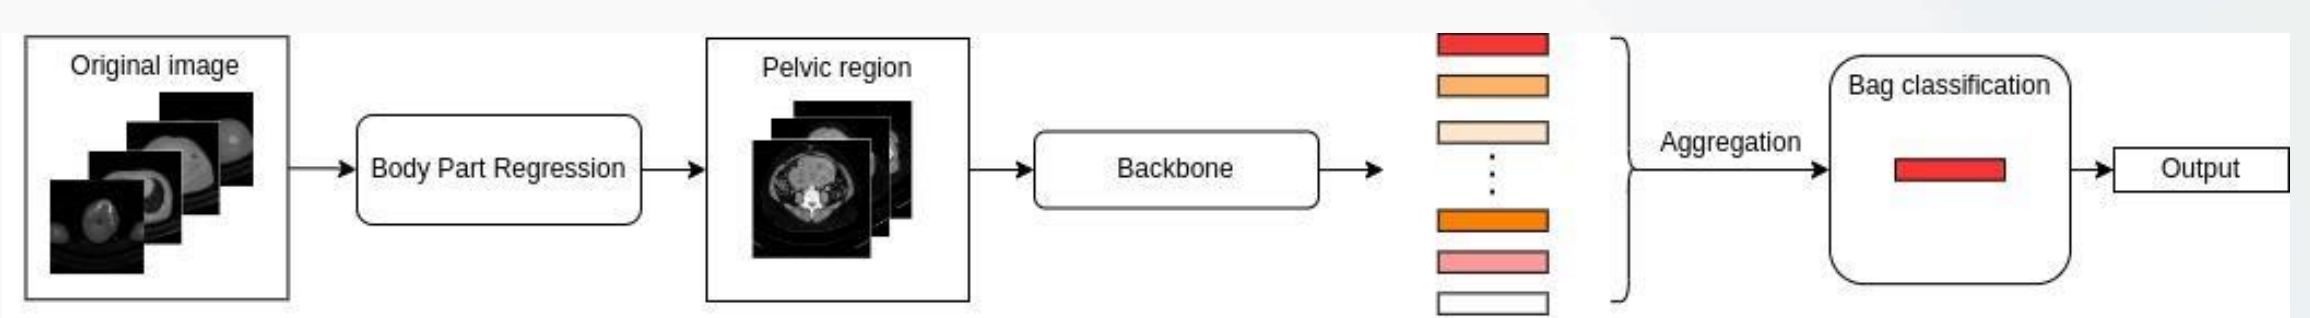 Original image
Body Part Regression
Pelvic region
Backbone
Aggregation
Bag classification
Output